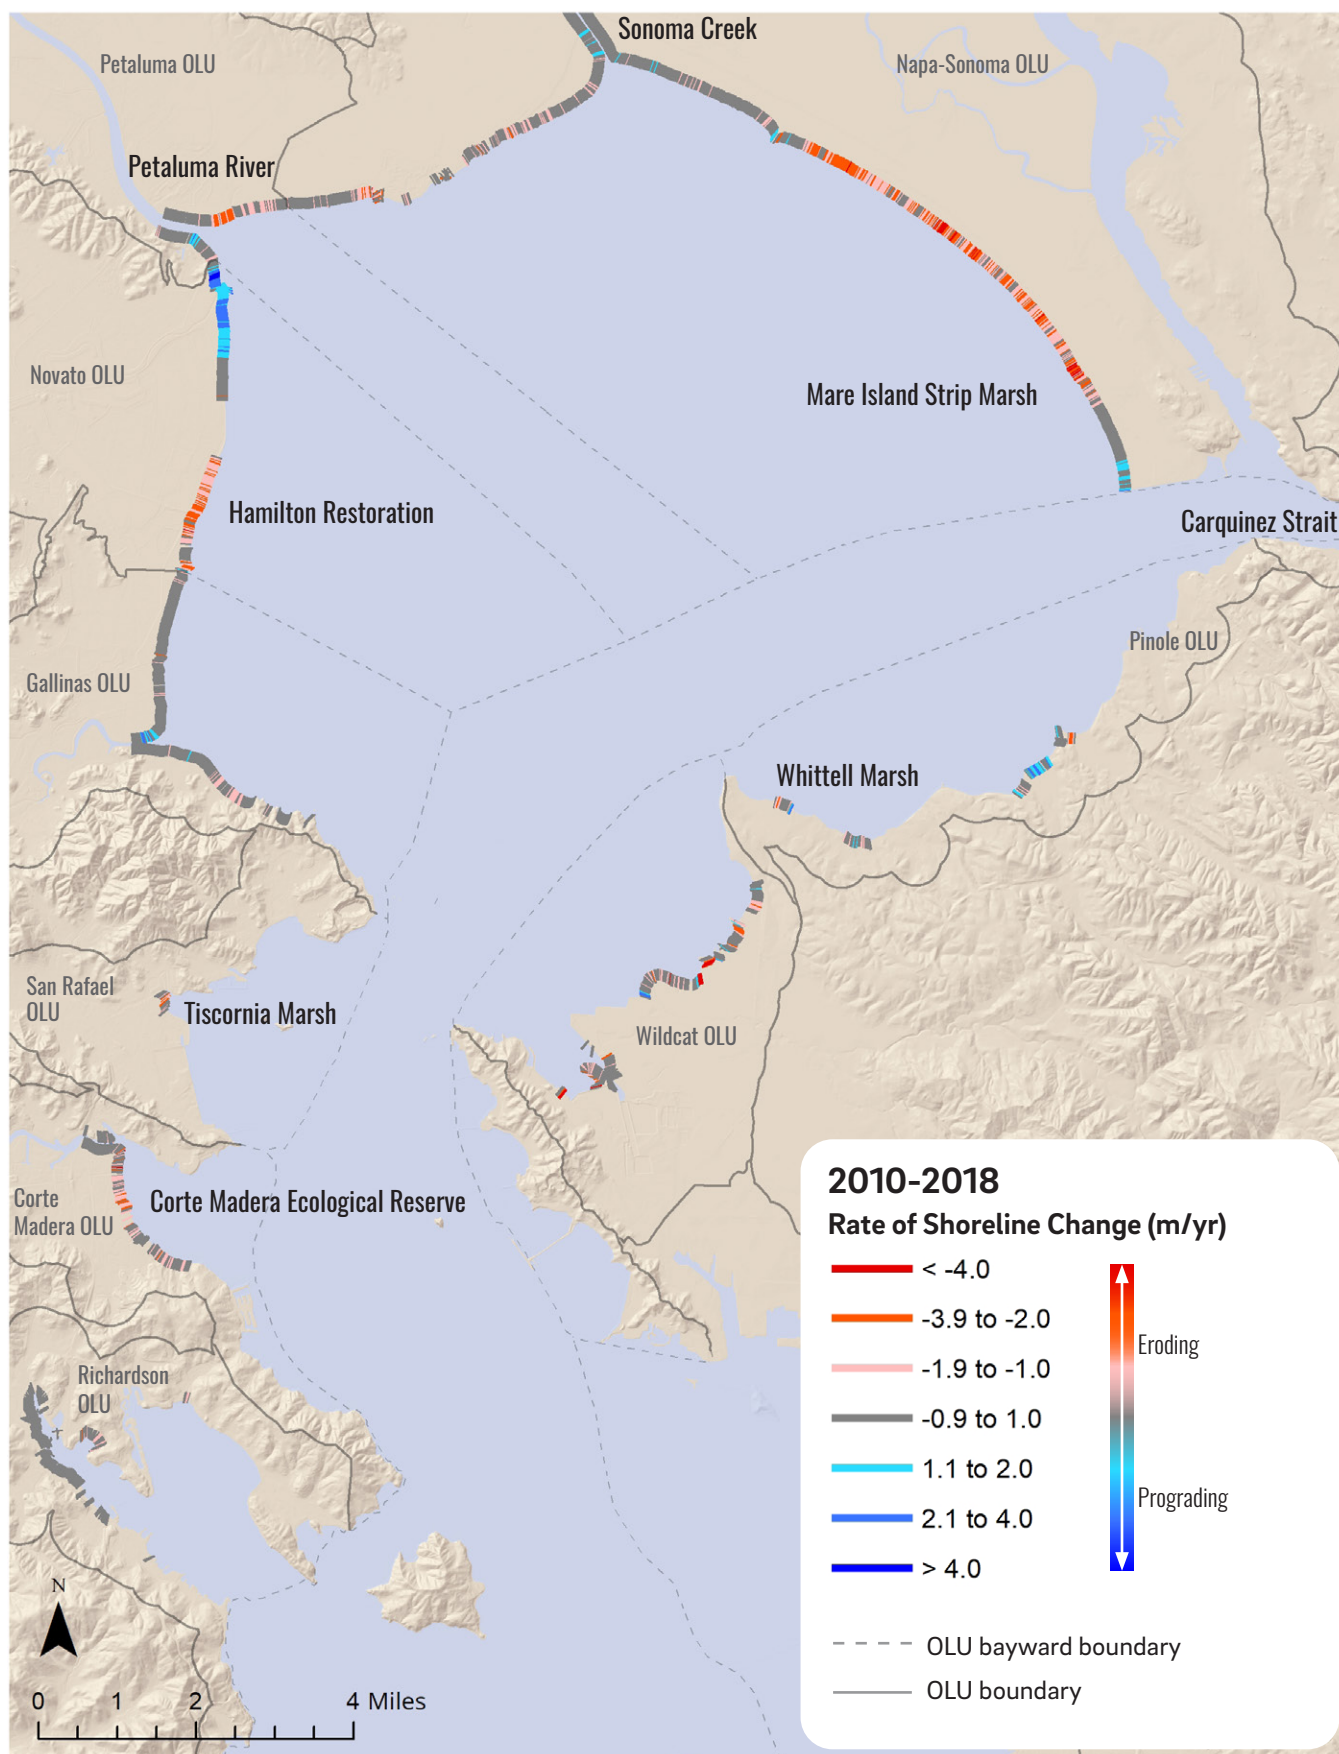 Sonoma Creek
Petaluma OLU
Napa-Sonoma OLU
Petaluma River
Novato OLU
Mare Island Strip Marsh
Hamilton Restoration
Carquinez Strait
Pinole OLU
Gallinas OLU
Whittell Marsh
San Rafael
OLU
Tiscornia Marsh
Wildcat OLU
Corte
Madera OLU
Corte Madera Ecological Reserve
Richardson
OLU
2010-2018
Rate of Shoreline Change (m/yr)
< -4.0
-3.9 to -2.0
-1.9 to -1.0
-0.9 to 1.0
1.1 to 2.0
2.1 to 4.0
> 4.0
Eroding
Prograding
OLU bayward boundary
OLU boundary
N
0 1 2 4 Miles